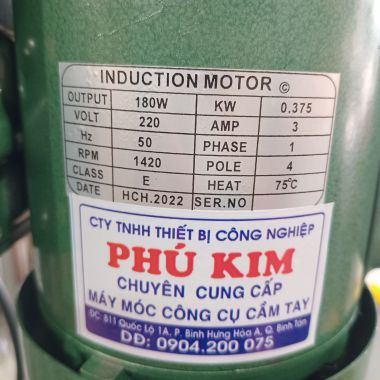 INDUCTION MOTOR ©
OUTPUT 180W KW 0.375
VOLT 220 AMP 3
Hz 50 PHASE 1
RPM 1420 POLE 4
CLASS E HEAT 75℃
DATE HCH.2022 SER.NO
CTY TNHH THIẾT BỊ CÔNG NGHIỆP
PHÚ KIM
CHUYÊN CUNG CẤP
MÁY MÓC CÔNG CỤ CẦM TAY
ĐC: 811 Quốc Lộ 1A, P. Bình Hưng Hòa A, Q. Bình Tân
DĐ: 0904.200 075